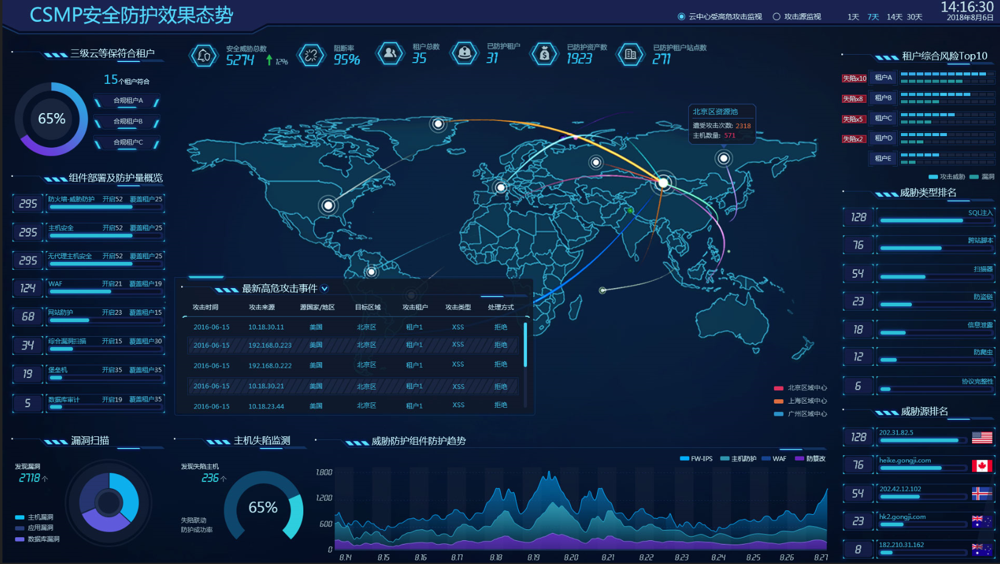 CSMP安全防护效果态势
云中心受高危攻击监视 攻击源监视
1天 7天 14天 30天
14:16:30
2018年8月6日
安全威胁总数
5274 12%
阻断率
95%
租户总数
35
已防护租户
31
已防护资产数
1923
已防护租户站点数
271
三级云等保符合租户
65%
15个租户符合
合规租户A
合规租户B
合规租户C
组件部署及防护量概览
295 防火墙-威胁防护 开启52 覆盖租户25
295 主机安全 开启52 覆盖租户25
295 无代理主机安全 开启52 覆盖租户25
124 WAF 开启21 覆盖租户19
68 网站防护 开启23 覆盖租户15
34 综合漏洞扫描 开启15 覆盖租户30
19 堡垒机 开启35 覆盖租户35
5 数据库审计 开启19 覆盖租户35
北京区资源池
遭受攻击次数: 2318
主机数量: 571
最新高危攻击事件
攻击时间 攻击来源 源国家/地区 目标区域 攻击租户 攻击类型 处理方式
2016-06-15 10.18.30.11 美国 北京区 租户1 XSS 拒绝
2016-06-15 192.168.0.223 美国 北京区 租户1 XSS 拒绝
2016-06-15 192.168.0.222 美国 北京区 租户1 XSS 拒绝
2016-06-15 10.18.30.21 美国 北京区 租户1 XSS 拒绝
2016-06-15 10.18.23.44 美国 北京区 租户1 XSS 拒绝
北京区域中心
上海区域中心
广州区域中心
租户综合风险Top10
失陷x10 租户A
失陷x8 租户B
失陷x5 租户C
失陷x2 租户D
租户E
攻击威胁 漏洞
威胁类型排名
128 SQL注入
76 跨站脚本
54 扫描器
23 防盗链
18 信息泄露
12 防爬虫
6 协议完整性
威胁源排名
128 202.31.82.5
76 heike.gongji.com
54 202.42.12.102
23 hk2.gongji.com
8 182.210.31.162
漏洞扫描
发现漏洞
2718个
主机漏洞
应用漏洞
数据库漏洞
主机失陷监测
发现失陷主机
236个
65%
失陷联动
防护成功率
威胁防护组件防护趋势
FW-IPS 主机防护 WAF 防篡改
1.800
1.200
600
0
8.14 8.15 8.16 8.17 8.18 8.19 8.20 8.21 8.22 8.23 8.24 8.25 8.26 8.27